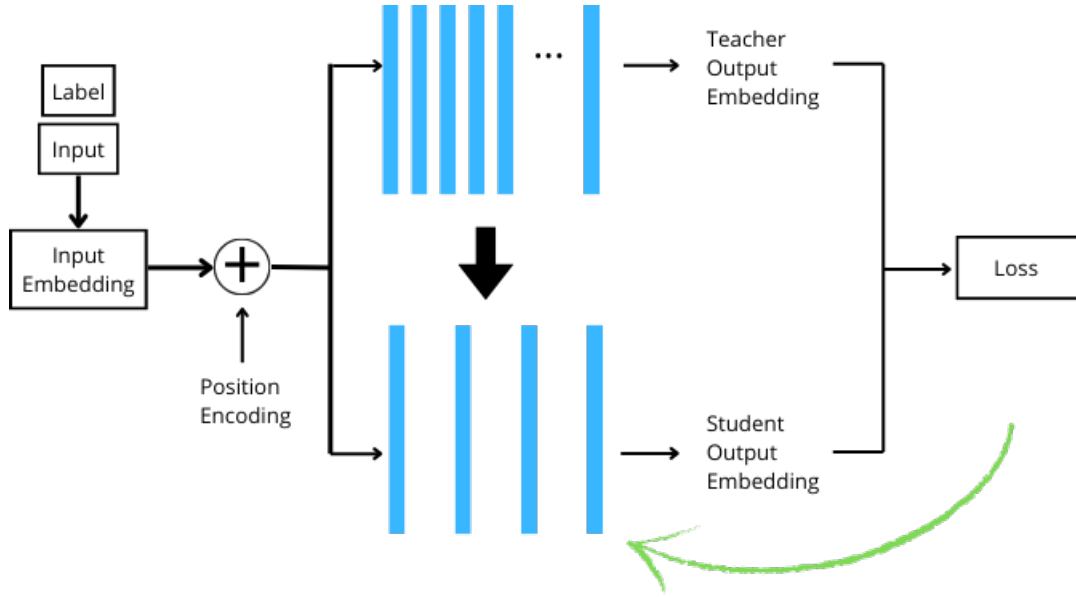 Label
Input
Input
Embedding
Position
Encoding
...
Teacher
Output
Embedding
Student
Output
Embedding
Loss